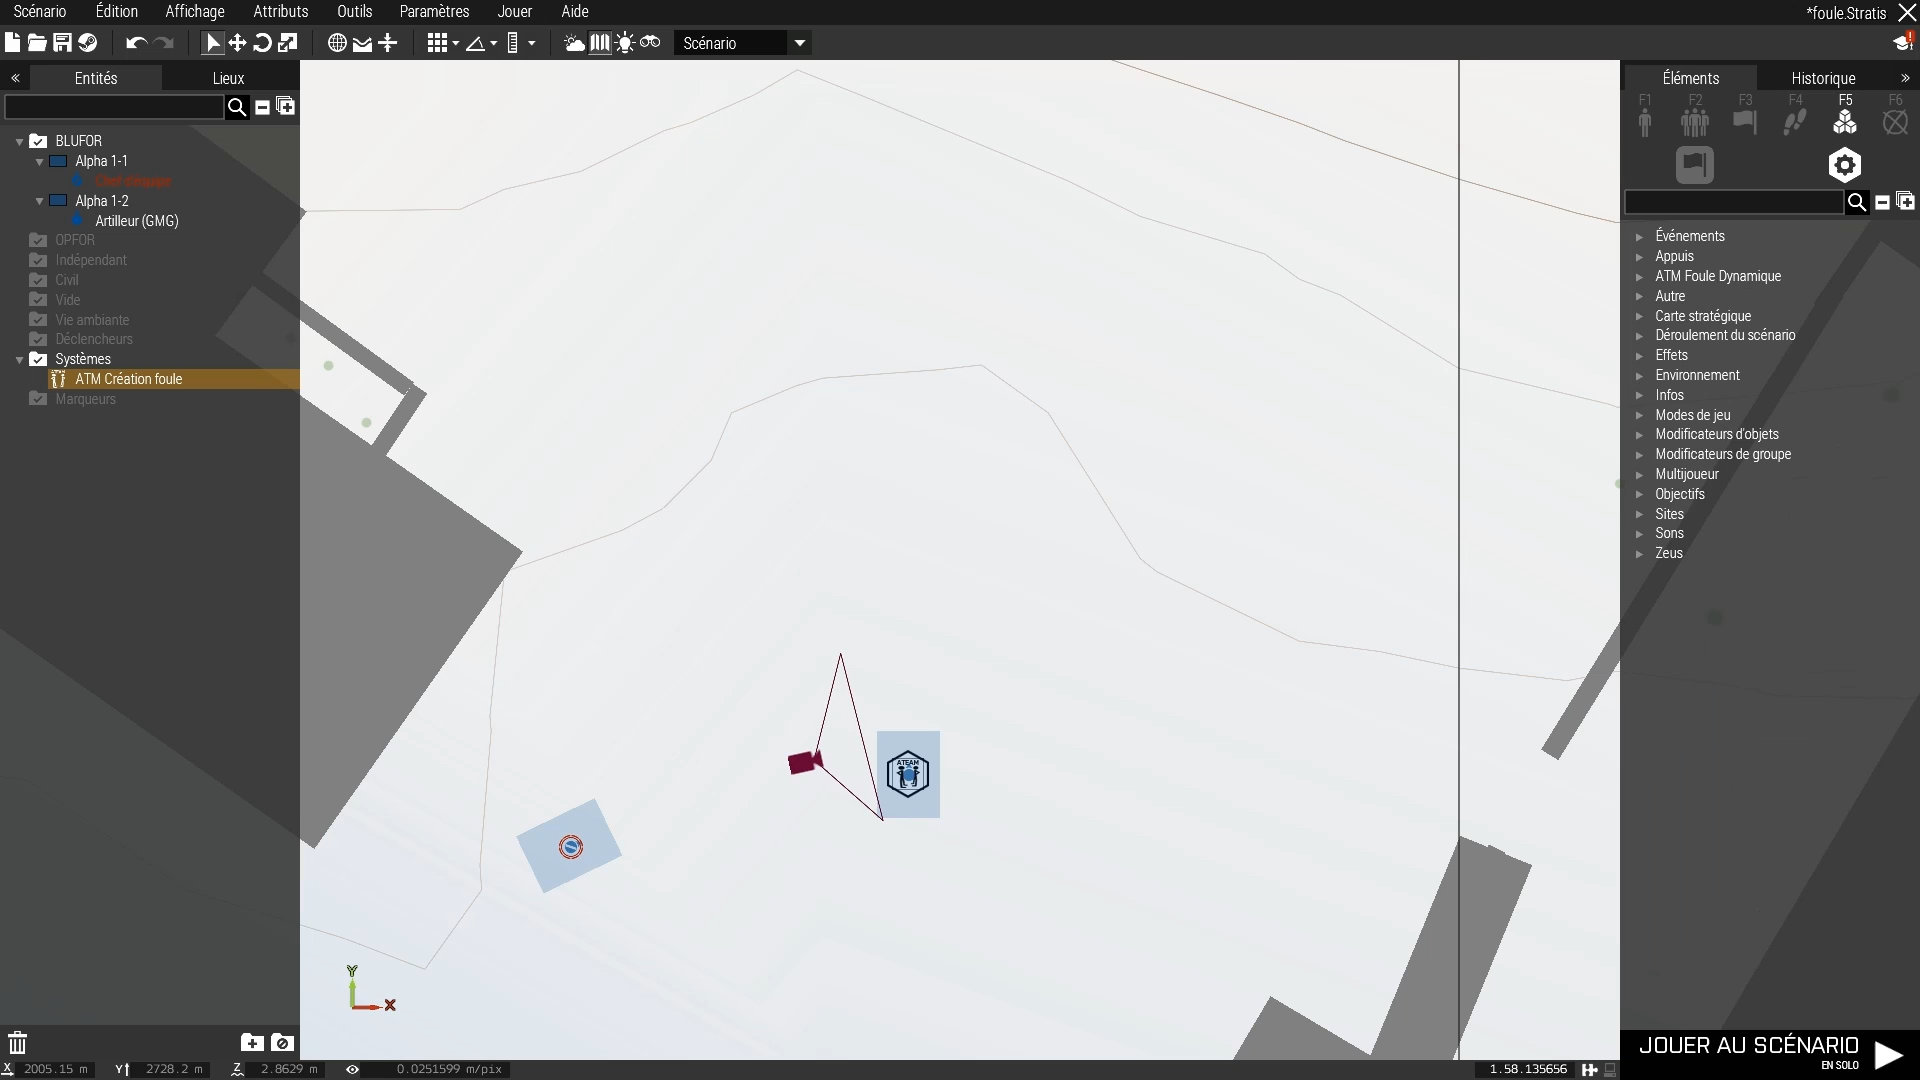 Scénario Édition Affichage Attributs Outils Paramètres Jouer Aide
*foule.Stratis
Scénario
Entités Lieux
BLUFOR
Alpha 1-1
Chef d'équipe
Alpha 1-2
Artilleur (GMG)
OPFOR
Indépendant
Civil
Vide
Vie ambiante
Déclencheurs
Systèmes
ATM Création foule
Marqueurs
ATEAM
Y
X
Éléments Historique
F1 F2 F3 F4 F5 F6
Événements
Appuis
ATM Foule Dynamique
Autre
Carte stratégique
Déroulement du scénario
Effets
Environnement
Infos
Modes de jeu
Modificateurs d'objets
Modificateurs de groupe
Multijoueur
Objectifs
Sites
Sons
Zeus
JOUER AU SCÉNARIO
EN SOLO
X 2005.15 m Y 2728.2 m Z 2.8629 m 0.0251599 m/pix 1.58.135656